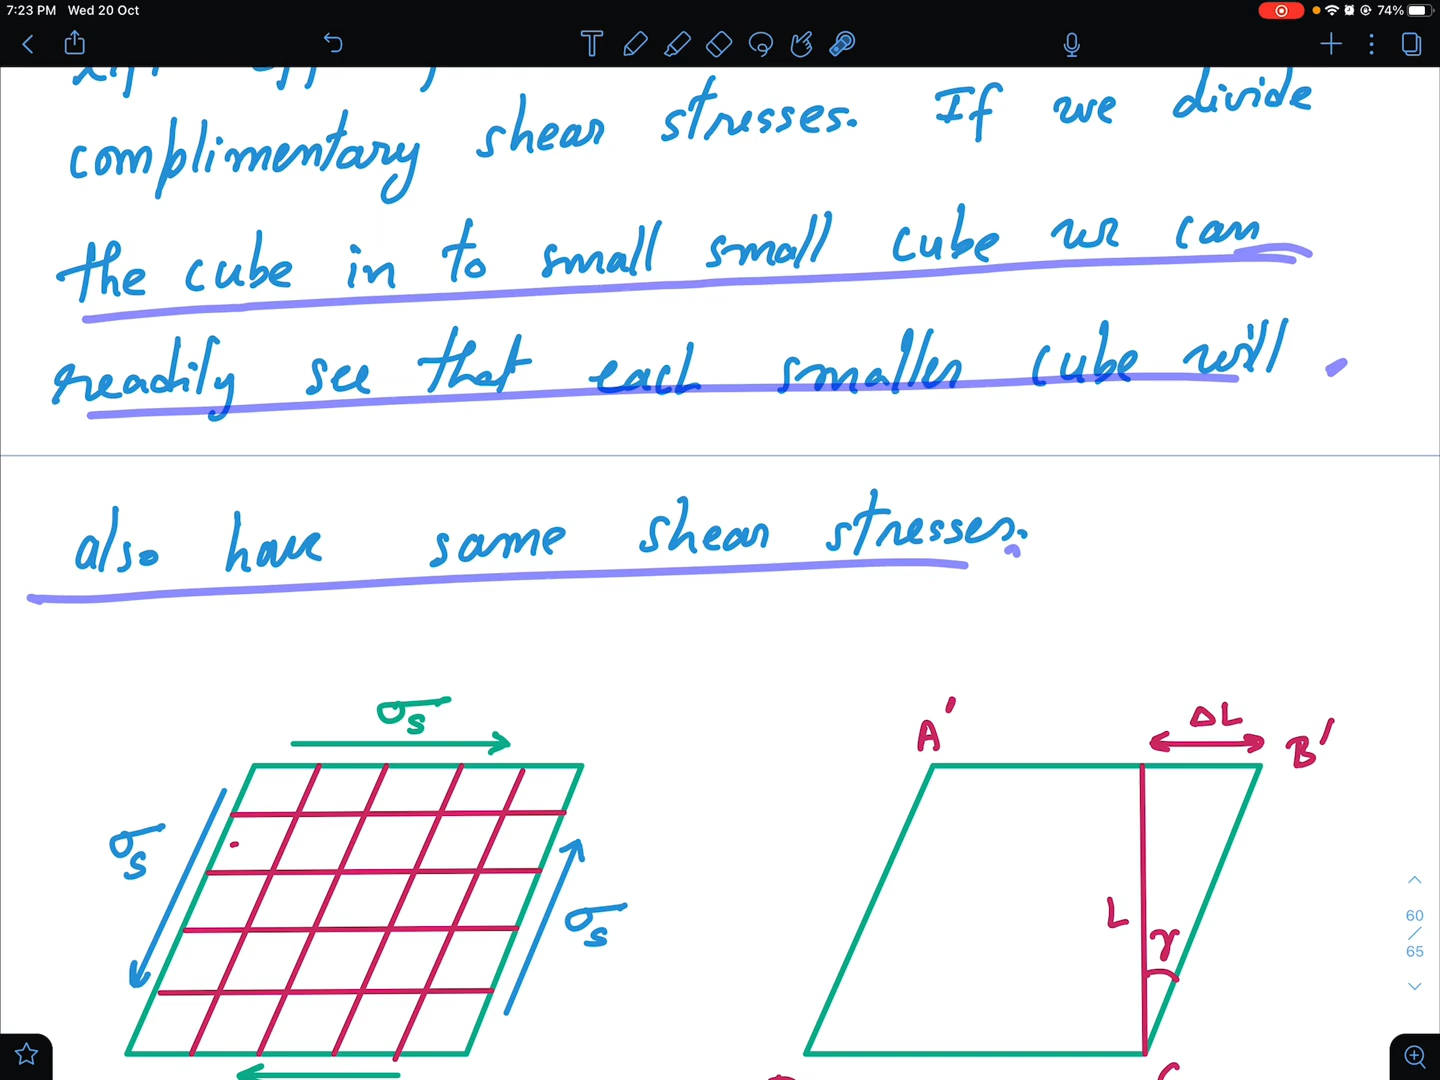 7:23 PM Wed 20 Oct
74%
complimentary shear stresses. If we divide
the cube in to small small cube we can
readily see that each smaller cube will
also have same shear stresses.
σs
A' ΔL B'
σs
σs
L γ
60
/
65
C